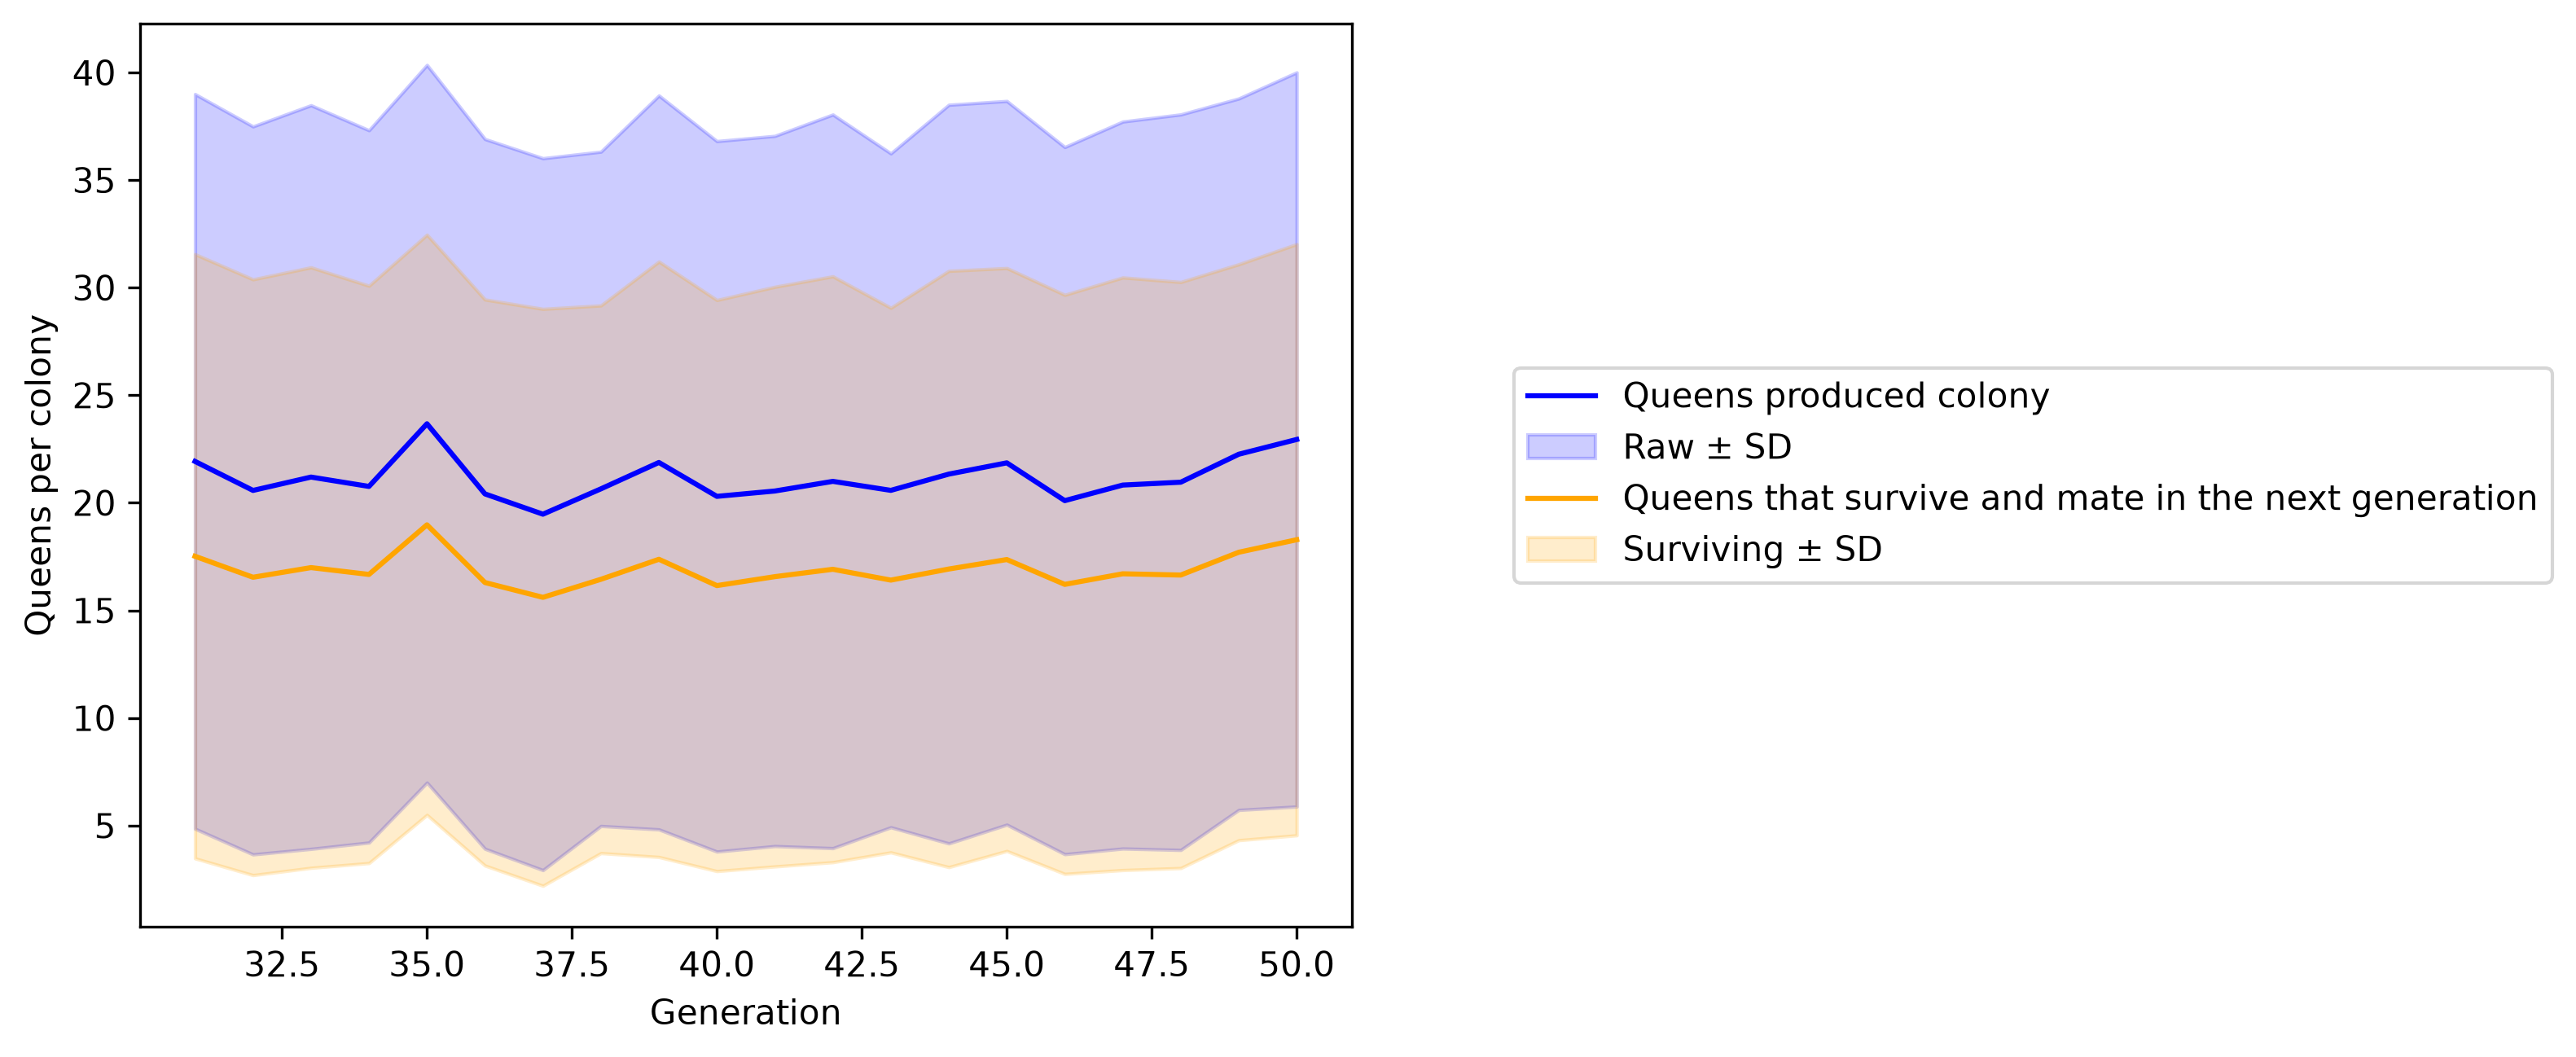 40
35
30
25
20
15
10
5
Queens per colony
32.5 35.0 37.5 40.0 42.5 45.0 47.5 50.0
Generation
Queens produced colony
Raw ± SD
Queens that survive and mate in the next generation
Surviving ± SD